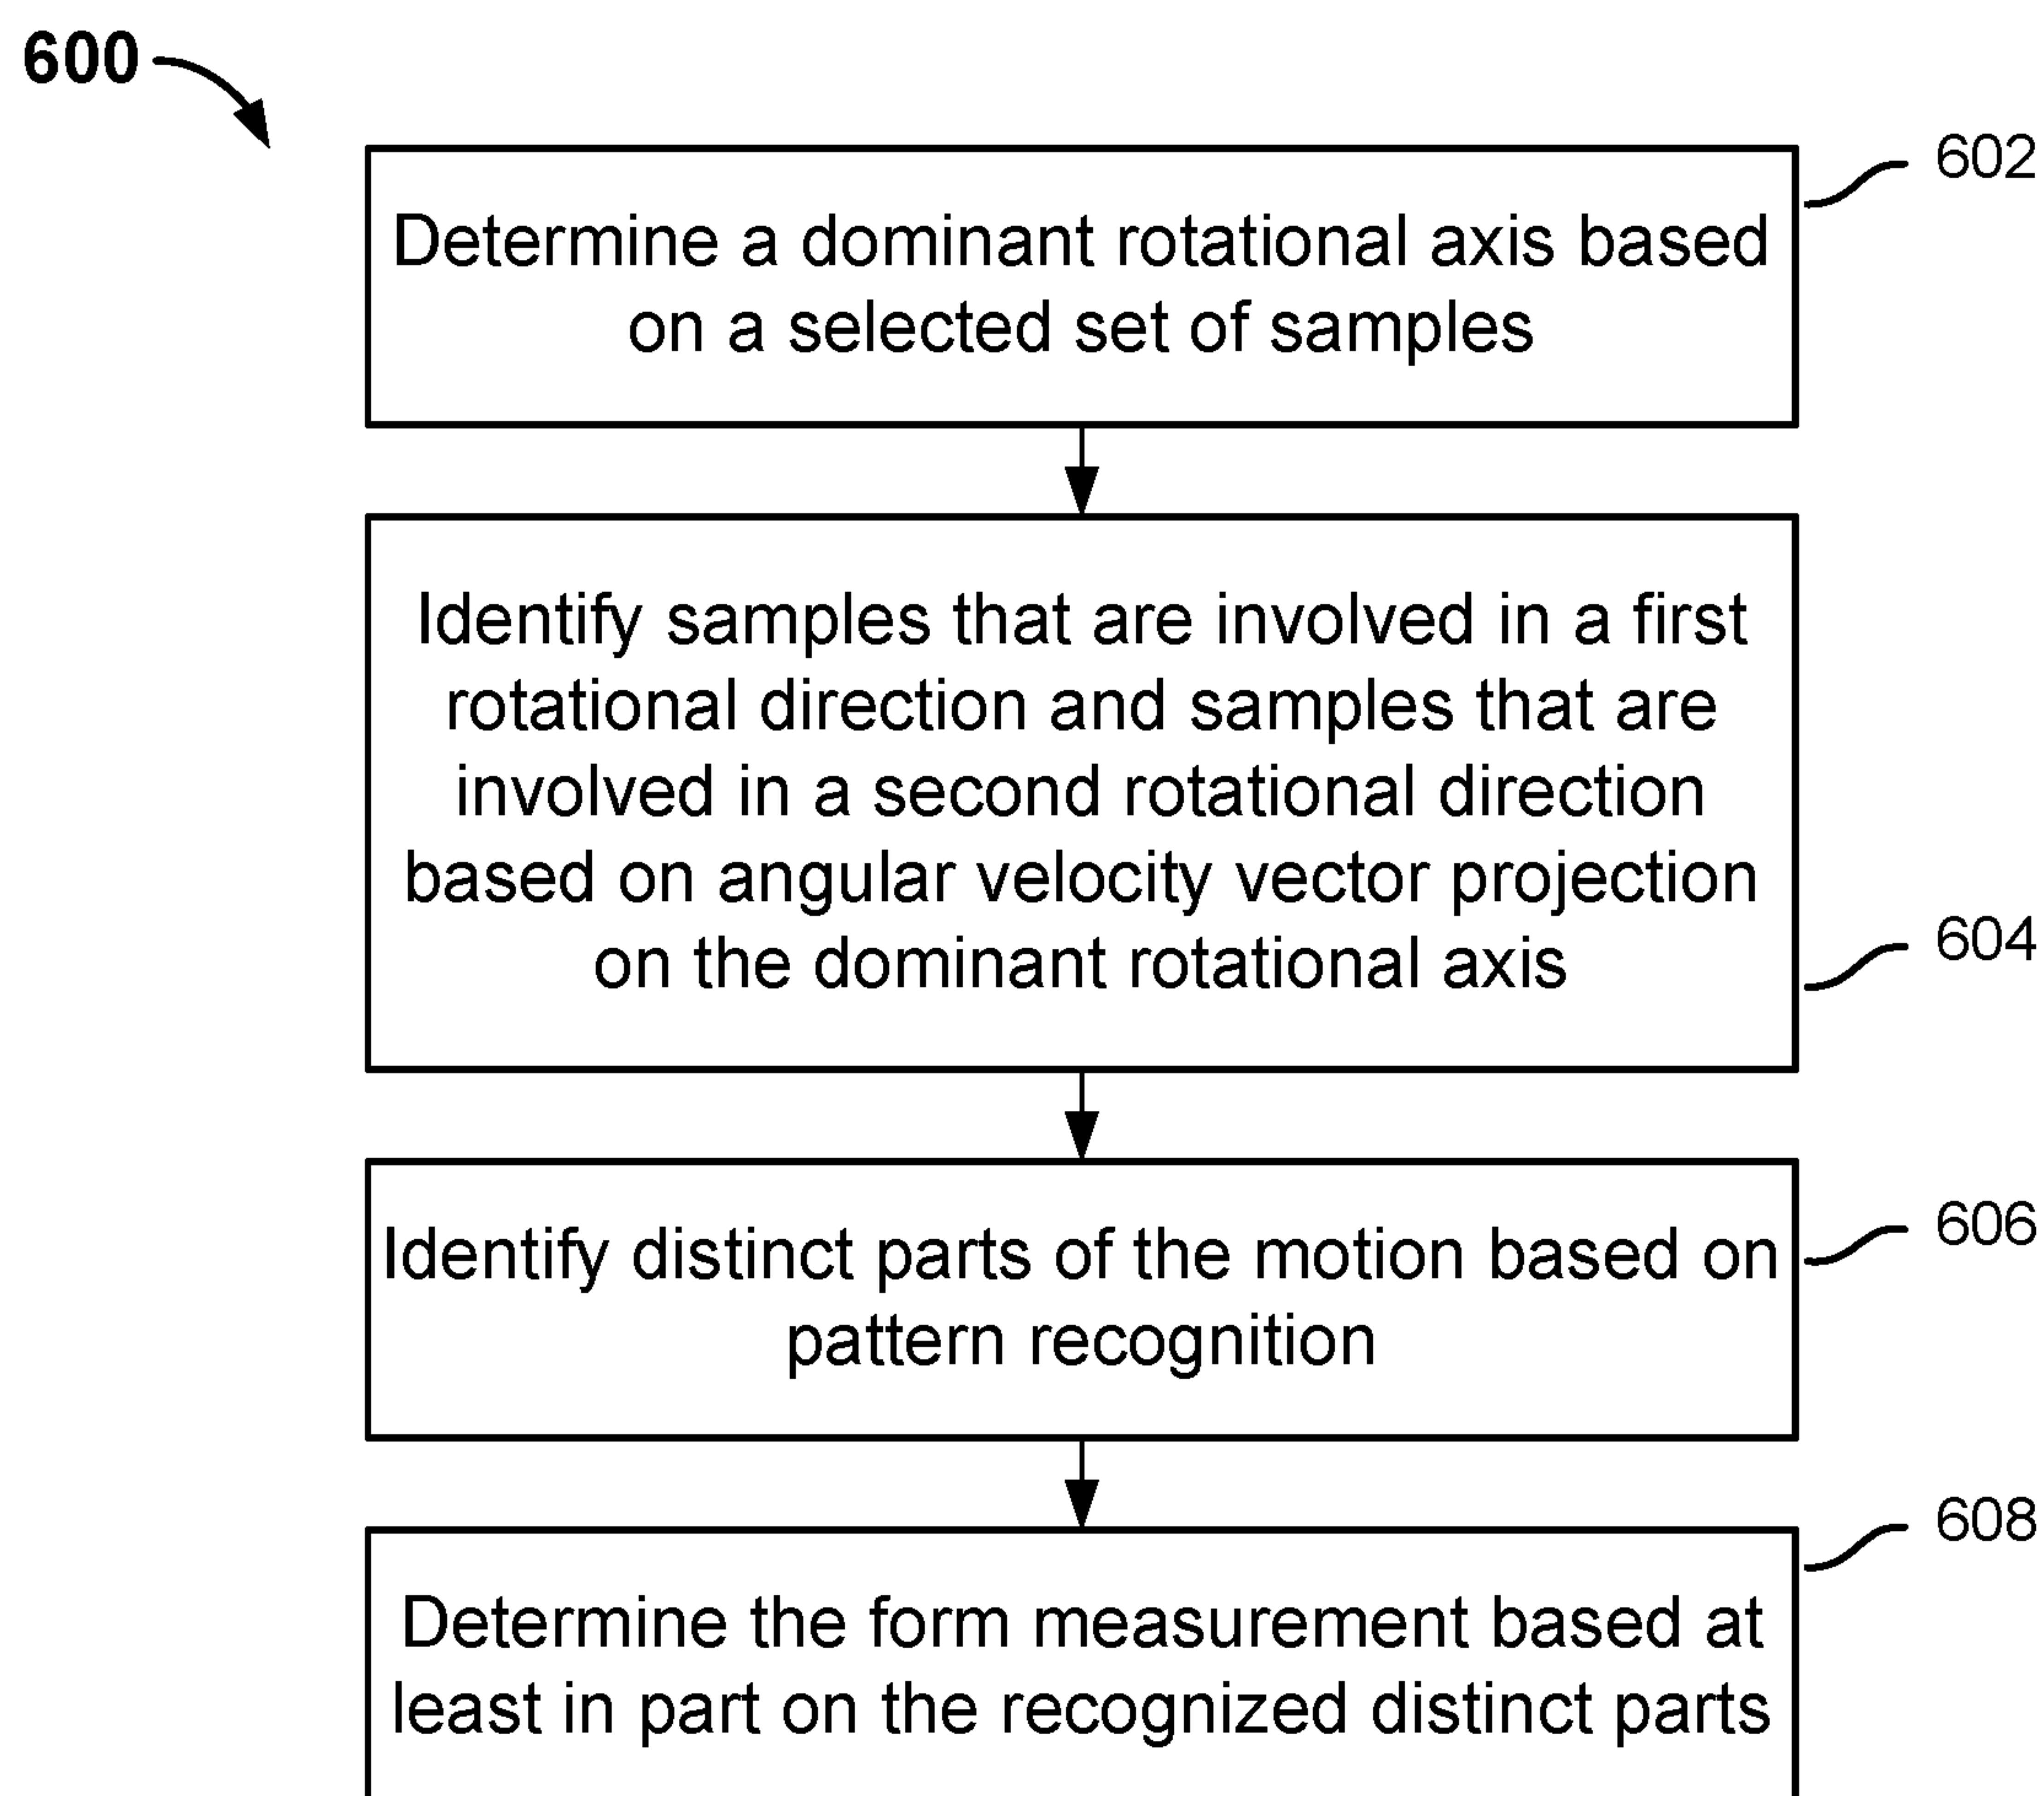 600
602
Determine a dominant rotational axis based
on a selected set of samples
Identify samples that are involved in a first
rotational direction and samples that are
involved in a second rotational direction
based on angular velocity vector projection
on the dominant rotational axis
604
Identify distinct parts of the motion based on
pattern recognition
606
608
Determine the form measurement based at
least in part on the recognized distinct parts